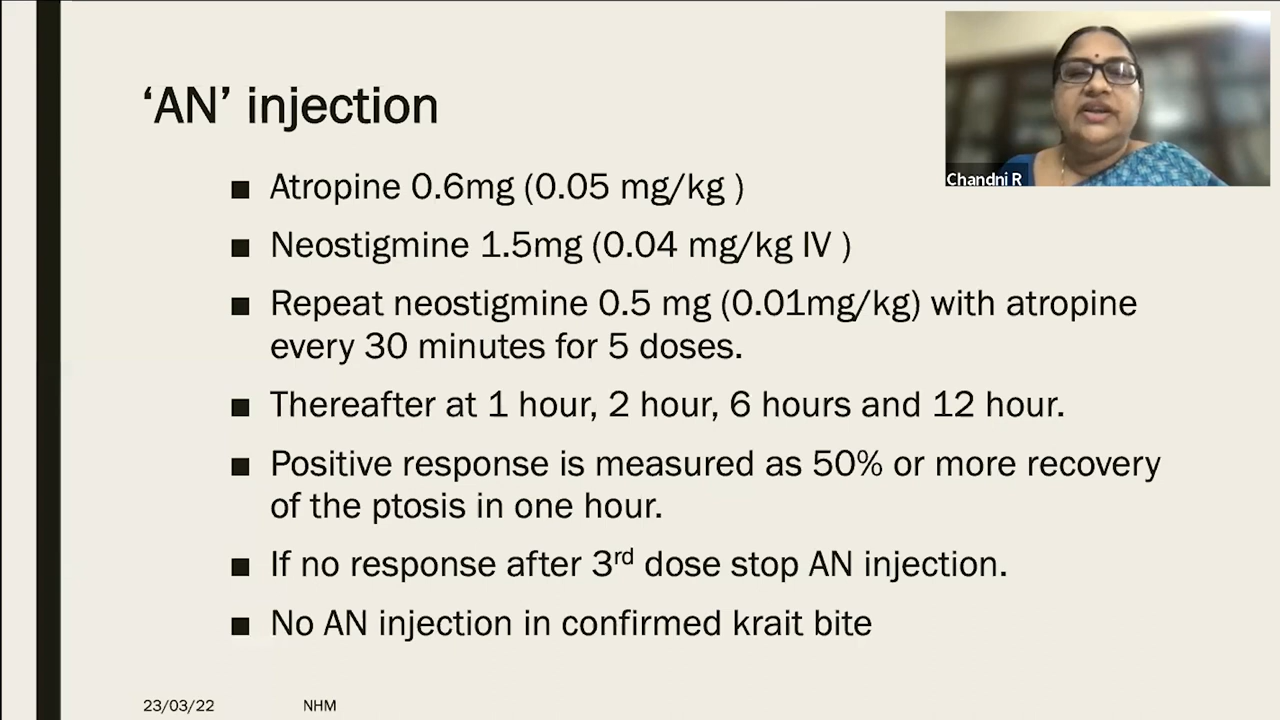 ‘AN’ injection
■ Atropine 0.6mg (0.05 mg/kg )
■ Neostigmine 1.5mg (0.04 mg/kg IV )
■ Repeat neostigmine 0.5 mg (0.01mg/kg) with atropine
every 30 minutes for 5 doses.
■ Thereafter at 1 hour, 2 hour, 6 hours and 12 hour.
■ Positive response is measured as 50% or more recovery
of the ptosis in one hour.
■ If no response after 3rd dose stop AN injection.
■ No AN injection in confirmed krait bite
23/03/22 NHM
Chandni R